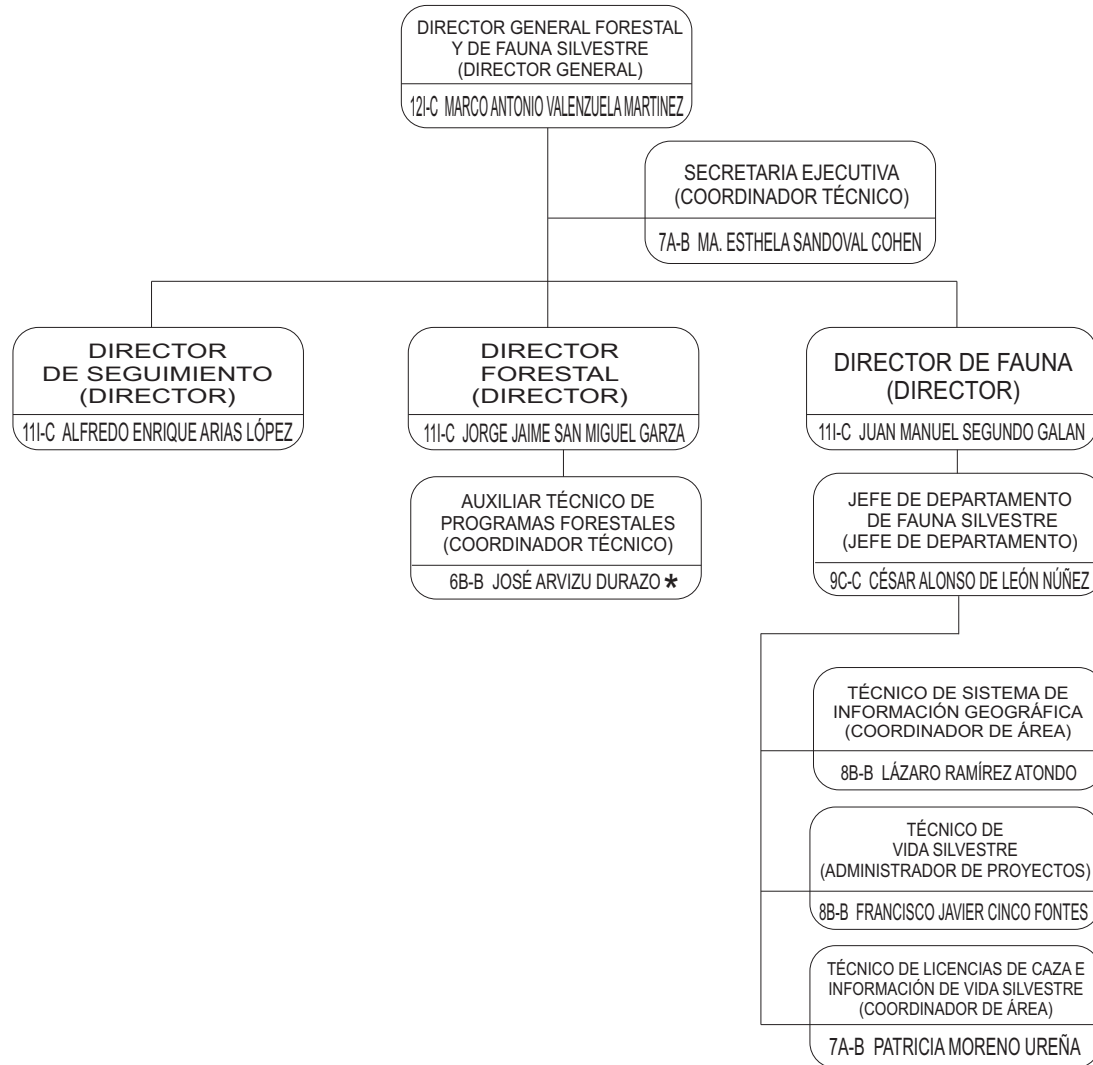 DIRECTOR GENERAL FORESTAL
Y DE FAUNA SILVESTRE
(DIRECTOR GENERAL)
12I-C MARCO ANTONIO VALENZUELA MARTINEZ
SECRETARIA EJECUTIVA
(COORDINADOR TÉCNICO)
7A-B MA. ESTHELA SANDOVAL COHEN
DIRECTOR
DE SEGUIMIENTO
(DIRECTOR)
11I-C ALFREDO ENRIQUE ARIAS LÓPEZ
DIRECTOR
FORESTAL
(DIRECTOR)
11I-C JORGE JAIME SAN MIGUEL GARZA
AUXILIAR TÉCNICO DE
PROGRAMAS FORESTALES
(COORDINADOR TÉCNICO)
6B-B JOSÉ ARVIZU DURAZO *
DIRECTOR DE FAUNA
(DIRECTOR)
11I-C JUAN MANUEL SEGUNDO GALAN
JEFE DE DEPARTAMENTO
DE FAUNA SILVESTRE
(JEFE DE DEPARTAMENTO)
9C-C CÉSAR ALONSO DE LEÓN NÚÑEZ
TÉCNICO DE SISTEMA DE
INFORMACIÓN GEOGRÁFICA
(COORDINADOR DE ÁREA)
8B-B LÁZARO RAMÍREZ ATONDO
TÉCNICO DE
VIDA SILVESTRE
(ADMINISTRADOR DE PROYECTOS)
8B-B FRANCISCO JAVIER CINCO FONTES
TÉCNICO DE LICENCIAS DE CAZA E
INFORMACIÓN DE VIDA SILVESTRE
(COORDINADOR DE ÁREA)
7A-B PATRICIA MORENO UREÑA